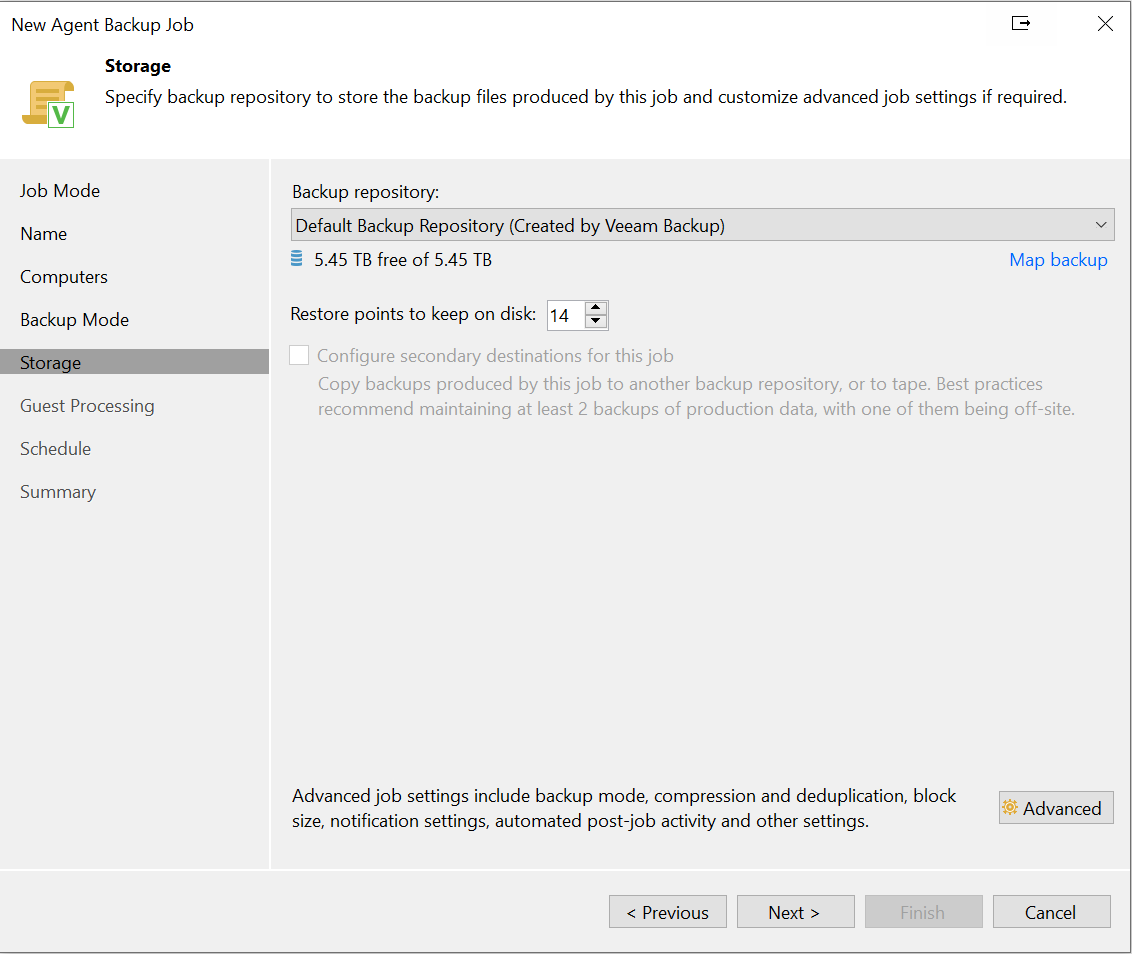 New Agent Backup Job
Storage
Specify backup repository to store the backup files produced by this job and customize advanced job settings if required.
V
Job Mode
Name
Computers
Backup Mode
Storage
Guest Processing
Schedule
Summary
Backup repository:
Default Backup Repository (Created by Veeam Backup)
5.45 TB free of 5.45 TB
Map backup
Restore points to keep on disk: 14
Configure secondary destinations for this job
Copy backups produced by this job to another backup repository, or to tape. Best practices
recommend maintaining at least 2 backups of production data, with one of them being off-site.
Advanced job settings include backup mode, compression and deduplication, block
size, notification settings, automated post-job activity and other settings.
Advanced
< Previous
Next >
Finish
Cancel